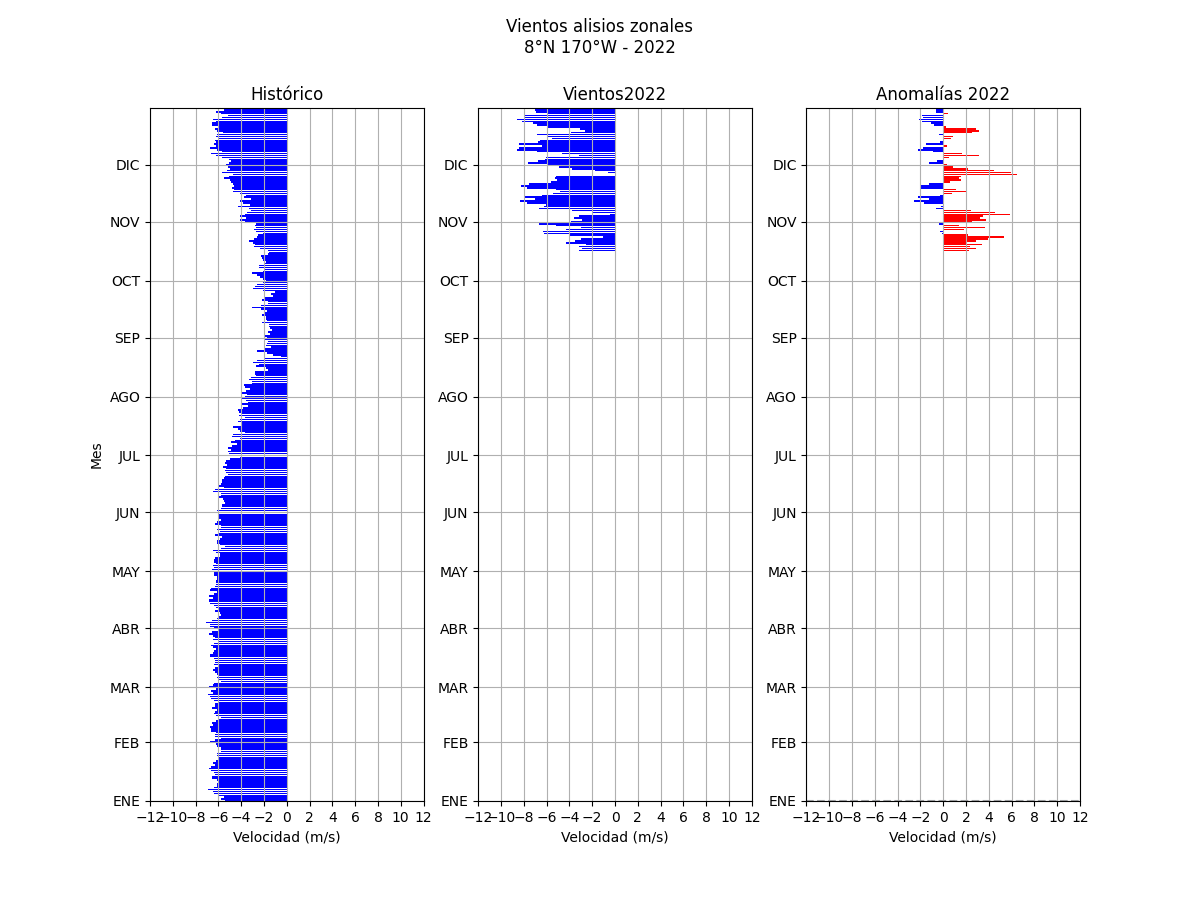 Vientos alisios zonales
8°N 170°W - 2022
Histórico
Vientos2022
Anomalías 2022
DIC
NOV
OCT
SEP
AGO
JUL
JUN
MAY
ABR
MAR
FEB
ENE
Mes
−12 −10 −8 −6 −4 −2 0 2 4 6 8 10 12
Velocidad (m/s)
DIC
NOV
OCT
SEP
AGO
JUL
JUN
MAY
ABR
MAR
FEB
ENE
−12 −10 −8 −6 −4 −2 0 2 4 6 8 10 12
Velocidad (m/s)
DIC
NOV
OCT
SEP
AGO
JUL
JUN
MAY
ABR
MAR
FEB
ENE
−12 −10 −8 −6 −4 −2 0 2 4 6 8 10 12
Velocidad (m/s)